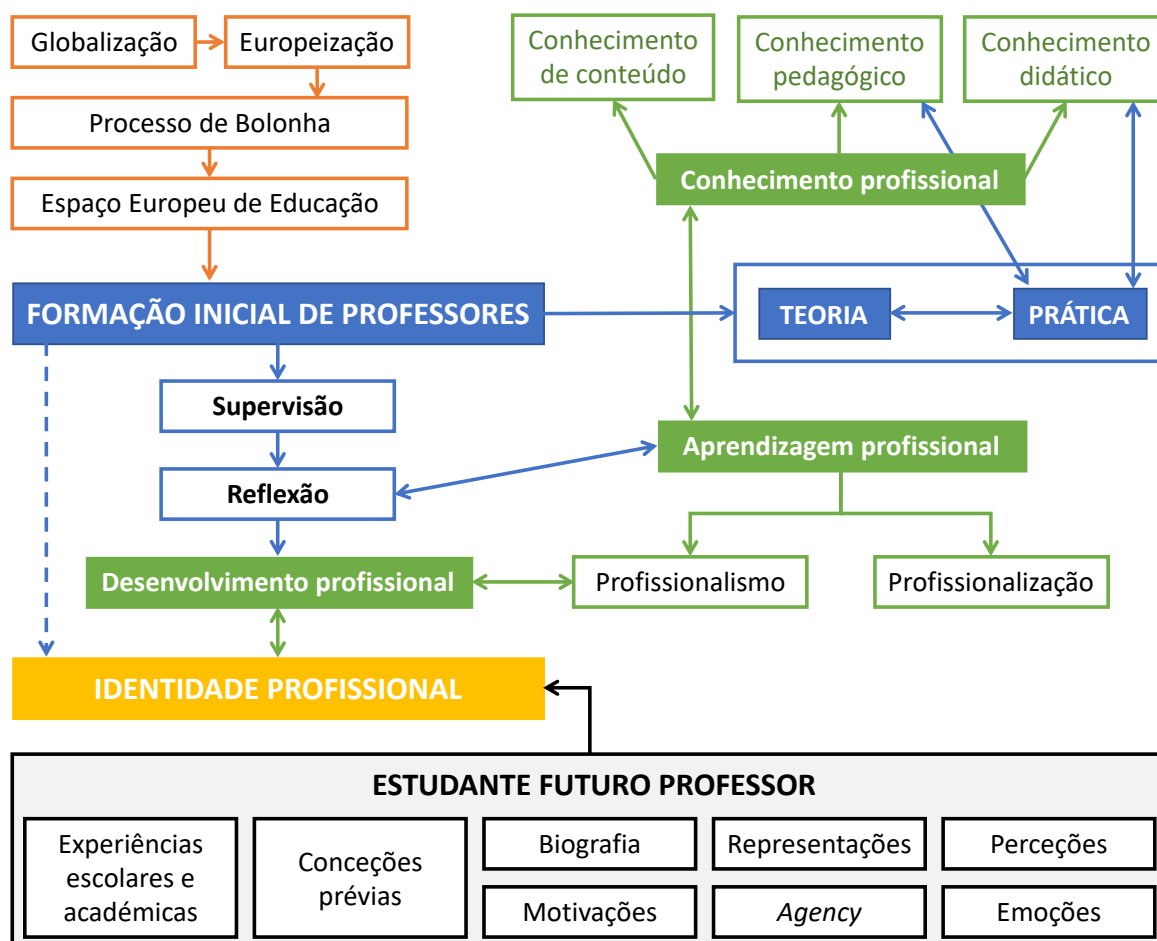 Globalização
Europeização
Processo de Bolonha
Espaço Europeu de Educação
Conhecimento
de conteúdo
Conhecimento
pedagógico
Conhecimento
didático
Conhecimento profissional
FORMAÇÃO INICIAL DE PROFESSORES
TEORIA
PRÁTICA
Supervisão
Reflexão
Aprendizagem profissional
Desenvolvimento profissional
Profissionalismo
Profissionalização
IDENTIDADE PROFISSIONAL
ESTUDANTE FUTURO PROFESSOR
Experiências
escolares e
académicas
Conceções
prévias
Biografia
Representações
Perceções
Motivações
Agency
Emoções